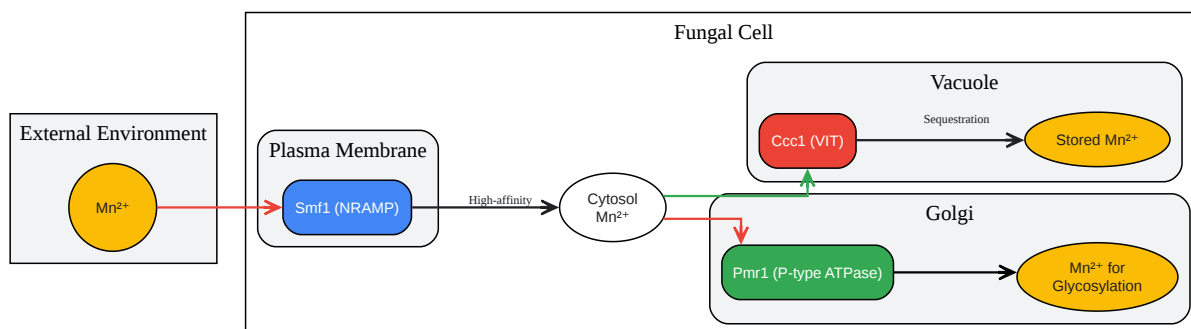 Fungal Cell
External Environment
Mn²⁺
Plasma Membrane
Smf1 (NRAMP)
High-affinity
Cytosol
Mn²⁺
Vacuole
Ccc1 (VIT)
Sequestration
Stored Mn²⁺
Golgi
Pmr1 (P-type ATPase)
Mn²⁺ for
Glycosylation